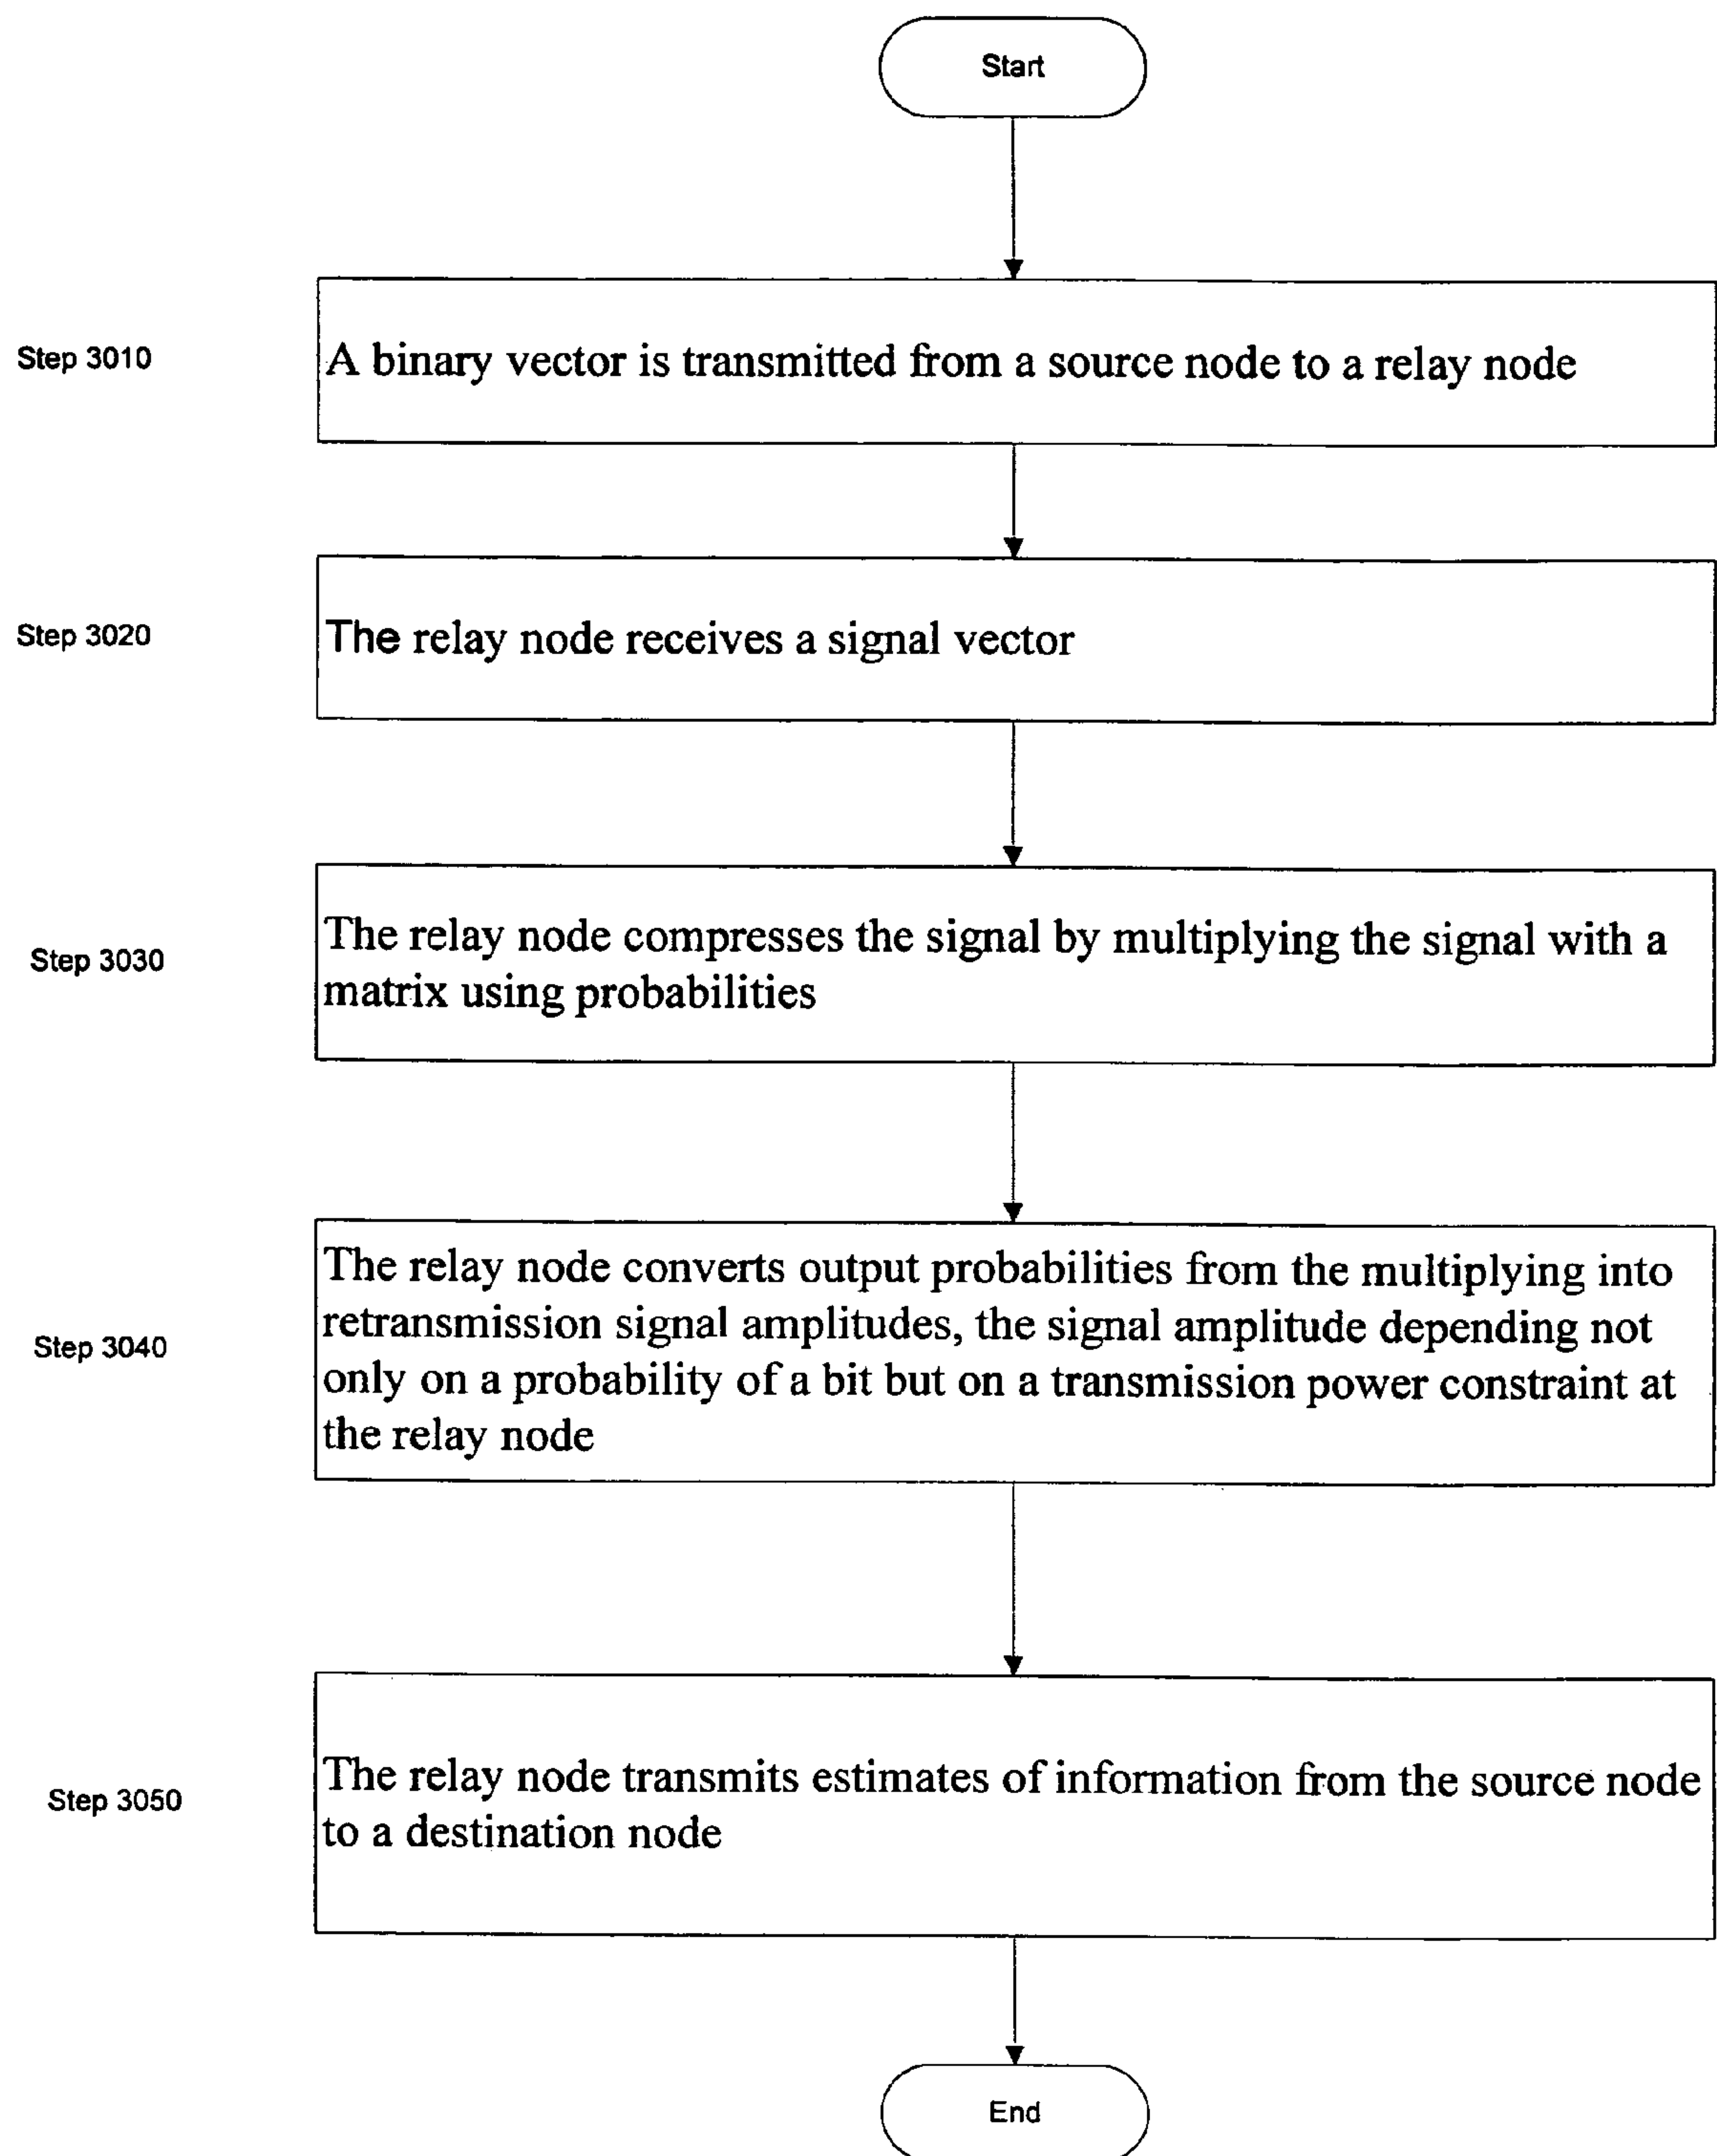 Start
Step 3010
A binary vector is transmitted from a source node to a relay node
Step 3020
The relay node receives a signal vector
Step 3030
The relay node compresses the signal by multiplying the signal with a
matrix using probabilities
Step 3040
The relay node converts output probabilities from the multiplying into
retransmission signal amplitudes, the signal amplitude depending not
only on a probability of a bit but on a transmission power constraint at
the relay node
Step 3050
The relay node transmits estimates of information from the source node
to a destination node
End